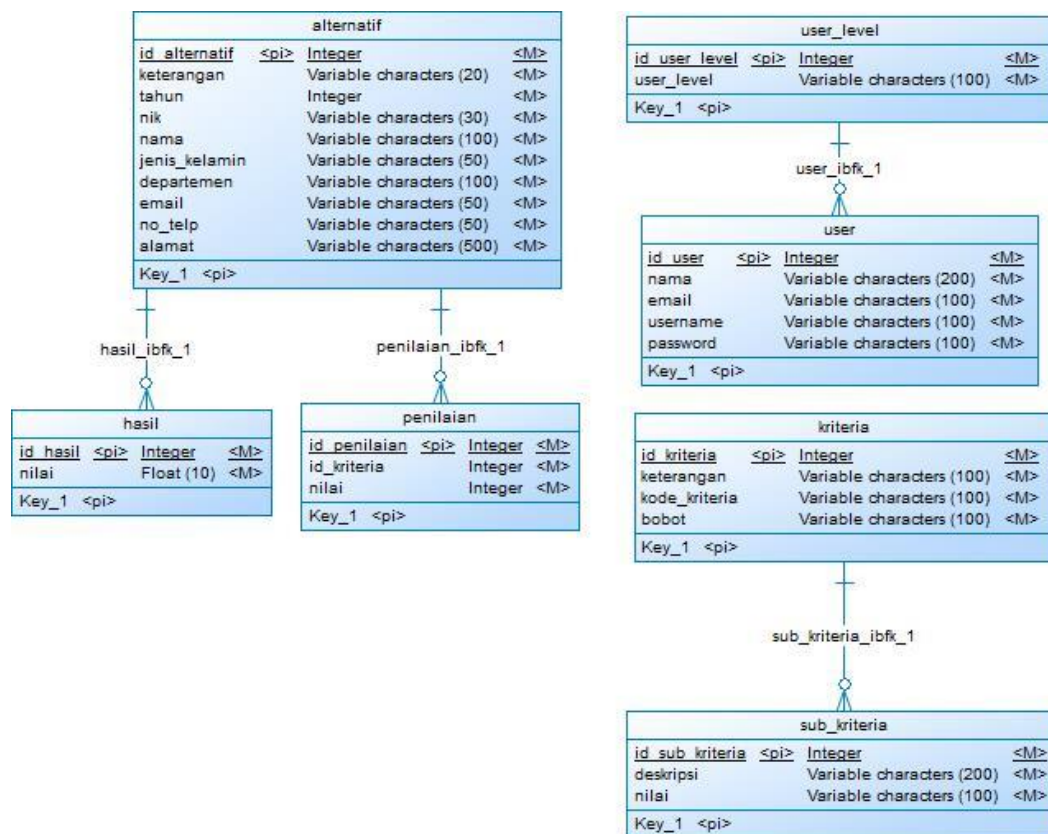 alternatif
id_alternatif <pi> Integer <M>
keterangan Variable characters (20) <M>
tahun Integer <M>
nik Variable characters (30) <M>
nama Variable characters (100) <M>
jenis_kelamin Variable characters (50) <M>
departemen Variable characters (100) <M>
email Variable characters (50) <M>
no_telp Variable characters (50) <M>
alamat Variable characters (500) <M>
Key_1 <pi>
hasil_ibfk_1
penilaian_ibfk_1
hasil
id_hasil <pi> Integer <M>
nilai Float (10) <M>
Key_1 <pi>
penilaian
id_penilaian <pi> Integer <M>
id_kriteria Integer <M>
nilai Integer <M>
Key_1 <pi>
user_level
id_user_level <pi> Integer <M>
user_level Variable characters (100) <M>
Key_1 <pi>
user_ibfk_1
user
id_user <pi> Integer <M>
nama Variable characters (200) <M>
email Variable characters (100) <M>
username Variable characters (100) <M>
password Variable characters (100) <M>
Key_1 <pi>
kriteria
id_kriteria <pi> Integer <M>
keterangan Variable characters (100) <M>
kode_kriteria Variable characters (100) <M>
bobot Variable characters (100) <M>
Key_1 <pi>
sub_kriteria_ibfk_1
sub_kriteria
id_sub_kriteria <pi> Integer <M>
deskripsi Variable characters (200) <M>
nilai Variable characters (100) <M>
Key_1 <pi>